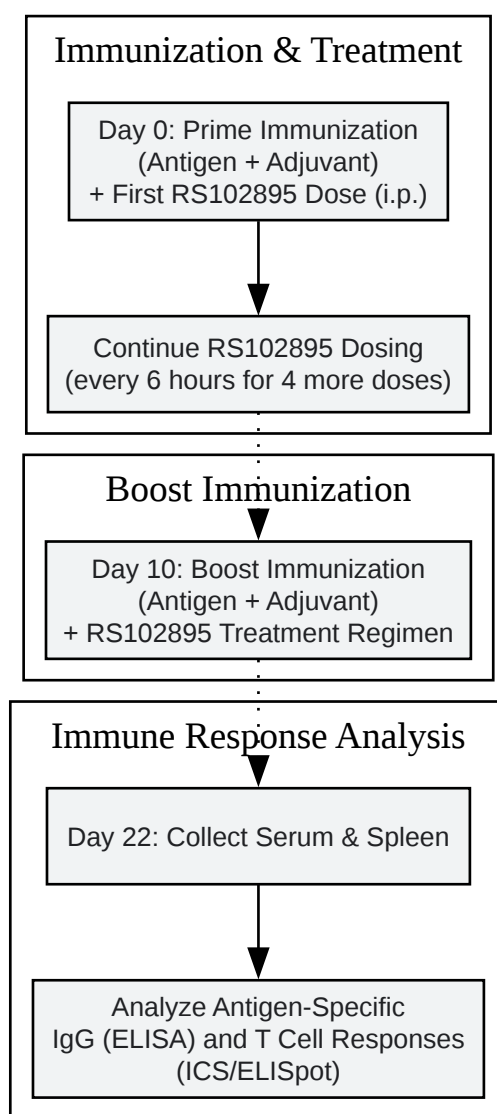 Immunization & Treatment
Day 0: Prime Immunization
(Antigen + Adjuvant)
+ First RS102895 Dose (i.p.)
Continue RS102895 Dosing
(every 6 hours for 4 more doses)
Boost Immunization
Day 10: Boost Immunization
(Antigen + Adjuvant)
+ RS102895 Treatment Regimen
Immune Response Analysis
Day 22: Collect Serum & Spleen
Analyze Antigen-Specific
IgG (ELISA) and T Cell Responses
(ICS/ELISpot)